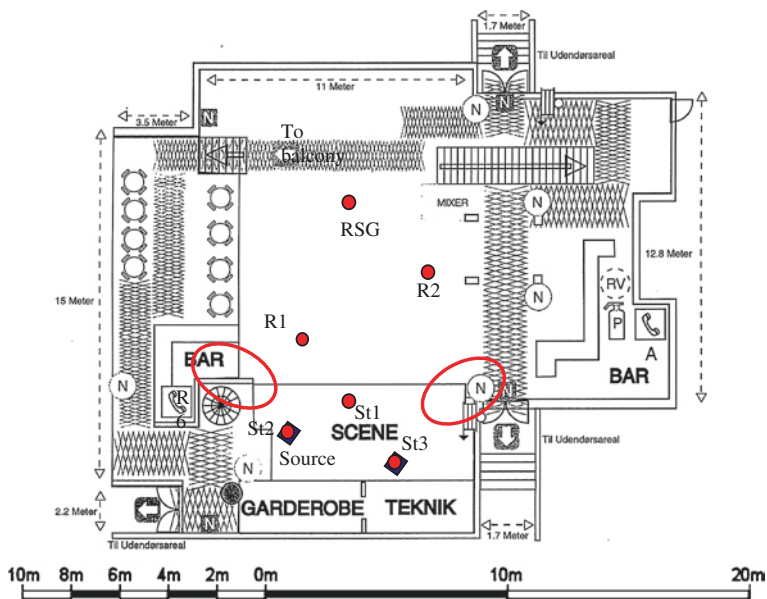 1.7 Meter
Til Udendørsareal
11 Meter
N
N
N
3.5 Meter
To
balcony
RSG
MIXER
N
12.8 Meter
R2
N
RV
15 Meter
R1
P
A
BAR
N
N
N
BAR
R
6
St1
St2
SCENE
Source
St3
N
Til Udendørsareal
2.2 Meter
N
GARDEROBE
TEKNIK
1.7 Meter
Til Udendørsareal
10m 8m 6m 4m 2m 0m 10m 20m